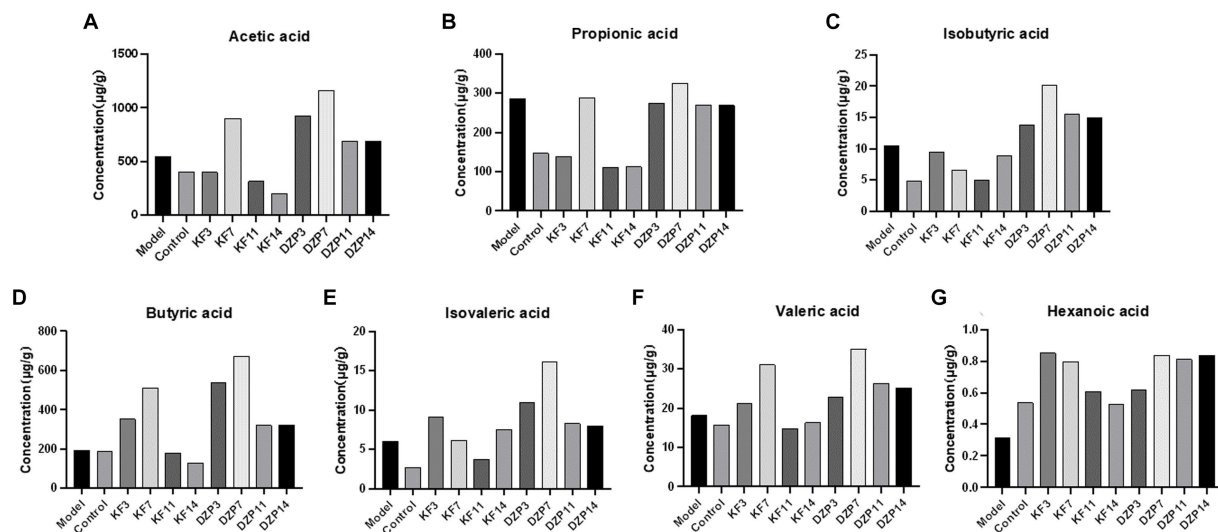 A
Acetic acid
Concentration(μg/g)
1500
1000
500
0
Model
Control
KF3
KF7
KF11
KF14
DZP3
DZP7
DZP11
DZP14
B
Propionic acid
Concentration(μg/g)
400
300
200
100
0
Model
Control
KF3
KF7
KF11
KF14
DZP3
DZP7
DZP11
DZP14
C
Isobutyric acid
Concentration(μg/g)
25
20
15
10
5
0
Model
Control
KF3
KF7
KF11
KF14
DZP3
DZP7
DZP11
DZP14
D
Butyric acid
Concentration(μg/g)
800
600
400
200
0
Model
Control
KF3
KF7
KF11
KF14
DZP3
DZP7
DZP11
DZP14
E
Isovaleric acid
Concentration(μg/g)
20
15
10
5
0
Model
Control
KF3
KF7
KF11
KF14
DZP3
DZP7
DZP11
DZP14
F
Valeric acid
Concentration(μg/g)
40
30
20
10
0
Model
Control
KF3
KF7
KF11
KF14
DZP3
DZP7
DZP11
DZP14
G
Hexanoic acid
Concentration(μg/g)
1.0
0.8
0.6
0.4
0.2
0.0
Model
Control
KF3
KF7
KF11
KF14
DZP3
DZP7
DZP11
DZP14